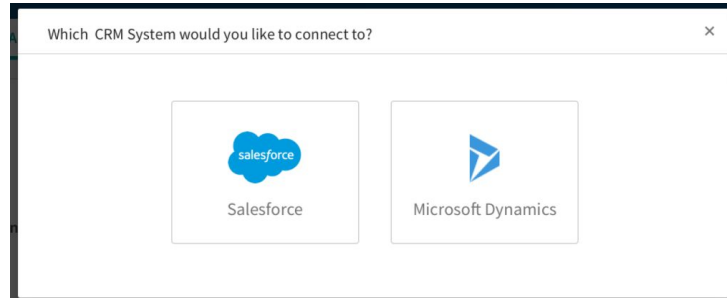 Which CRM System would you like to connect to?
salesforce
Salesforce
Microsoft Dynamics